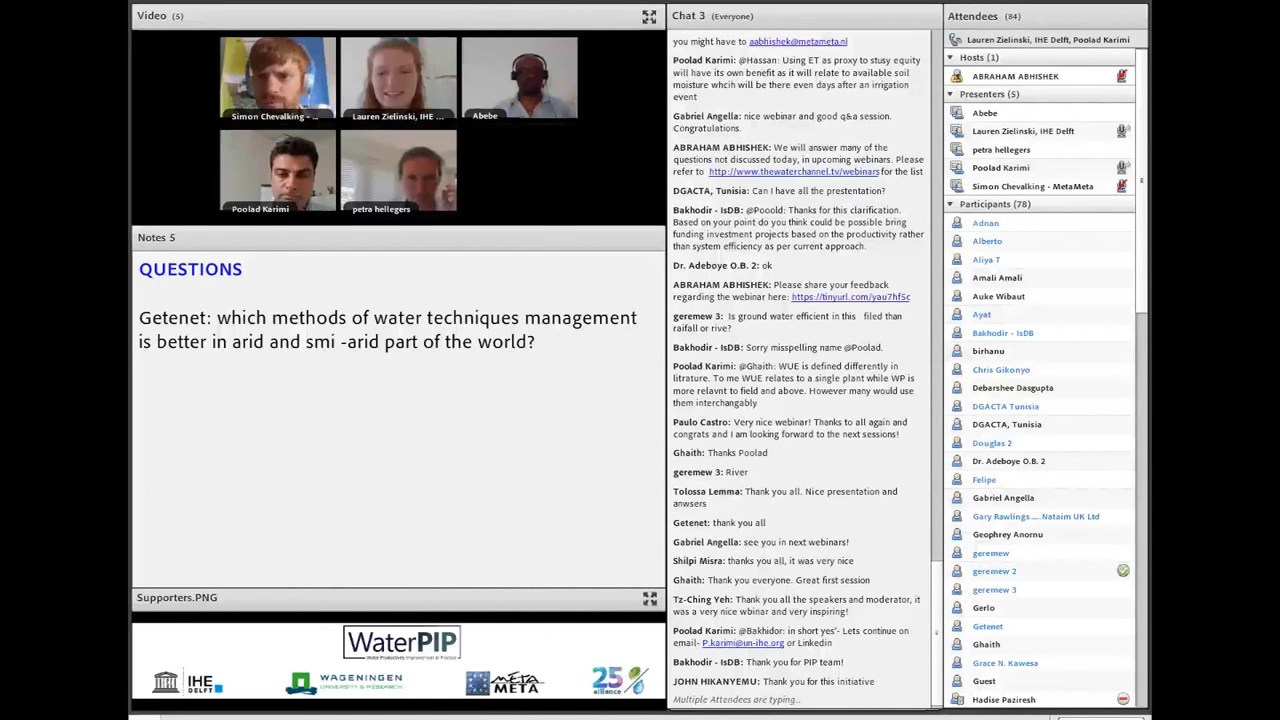 Video (5)
Simon Chevalking - ...
Lauren Zielinski, IHE ...
Abebe
Poolad Karimi
petra hellegers
Notes 5
QUESTIONS
Getenet: which methods of water techniques management
is better in arid and smi -arid part of the world?
Supporters.PNG
WaterPIP
Water Productivity Improvement in Practice
IHE
DELFT
WAGENINGEN
UNIVERSITY & RESEARCH
META
META
25
alliance
Chat 3 (Everyone)
you might have to aabhishek@metameta.nl
Poolad Karimi: @Hassan: Using ET as proxy to stusy equity
will have its own benefit as it will relate to available soil
moisture whcih will be there even days after an irrigation
event
Gabriel Angella: nice webinar and good q&a session.
Congratulations.
ABRAHAM ABHISHEK: We will answer many of the
questions not discussed today, in upcoming webinars. Please
refer to http://www.thewaterchannel.tv/webinars for the list
DGACTA, Tunisia: Can I have all the prestentation?
Bakhodir - IsDB: @Pooold: Thanks for this clarification.
Based on your point do you think could be possible bring
funding investment projects based on the productivity rather
than system efficiency as per current approach.
Dr. Adeboye O.B. 2: ok
ABRAHAM ABHISHEK: Please share your feedback
regarding the webinar here: https://tinyurl.com/yau7hf5c
geremew 3: Is ground water efficient in this filed than
raifall or rive?
Bakhodir - IsDB: Sorry misspelling name @Poolad.
Poolad Karimi: @Ghaith: WUE is defined differently in
litrature. To me WUE relates to a single plant while WP is
more relavnt to field and above. However many would use
them interchangably
Paulo Castro: Very nice webinar! Thanks to all again and
congrats and I am looking forward to the next sessions!
Ghaith: Thanks Poolad
geremew 3: River
Tolossa Lemma: Thank you all. Nice presentation and
anwsers
Getenet: thank you all
Gabriel Angella: see you in next webinars!
Shilpi Misra: thanks you all, it was very nice
Ghaith: Thank you everyone. Great first session
Tz-Ching Yeh: Thank you all the speakers and moderator, it
was a very nice wbinar and very inspiring!
Poolad Karimi: @Bakhidor: in short yes'- Lets continue on
email- P.karimi@un-ihe.org or Linkedin
Bakhodir - IsDB: Thank you for PIP team!
JOHN HIKANYEMU: Thank you for this initiative
Multiple Attendees are typing...
Attendees (84)
Lauren Zielinski, IHE Delft, Poolad Karimi
Hosts (1)
ABRAHAM ABHISHEK
Presenters (5)
Abebe
Lauren Zielinski, IHE Delft
petra hellegers
Poolad Karimi
Simon Chevalking - MetaMeta
Participants (78)
Adnan
Alberto
Aliya T
Amali Amali
Auke Wibaut
Ayat
Bakhodir - IsDB
birhanu
Chris Gikonyo
Debarshee Dasgupta
DGACTA Tunisia
DGACTA, Tunisia
Douglas 2
Dr. Adeboye O.B. 2
Felipe
Gabriel Angella
Gary Rawlings.....Nataim UK Ltd
Geophrey Anornu
geremew
geremew 2
geremew 3
Gerlo
Getenet
Ghaith
Grace N. Kawesa
Guest
Hadise Paziresh